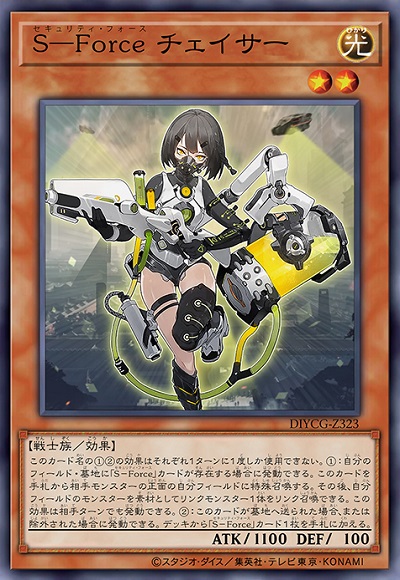 セキュリティ・フォース
S－Force チェイサー
ひかり
光
DIYCG-Z323
【戦士族／効果】
このカード名の①②の効果はそれぞれ1ターンに1度しか使用できない。①：自分の
フィールド・墓地に「S－Force」カードが存在する場合に発動できる。このカードを
手札から相手モンスターの正面の自分フィールドに特殊召喚する。その後、自分
フィールドのモンスターを素材としてリンクモンスター1体をリンク召喚できる。この
効果は相手ターンでも発動できる。②：このカードが墓地へ送られた場合、または
除外された場合に発動できる。デッキから「S－Force」カード1枚を手札に加える。
ATK／1100 DEF／ 100
©スタジオ・ダイス／集英社・テレビ東京・KONAMI